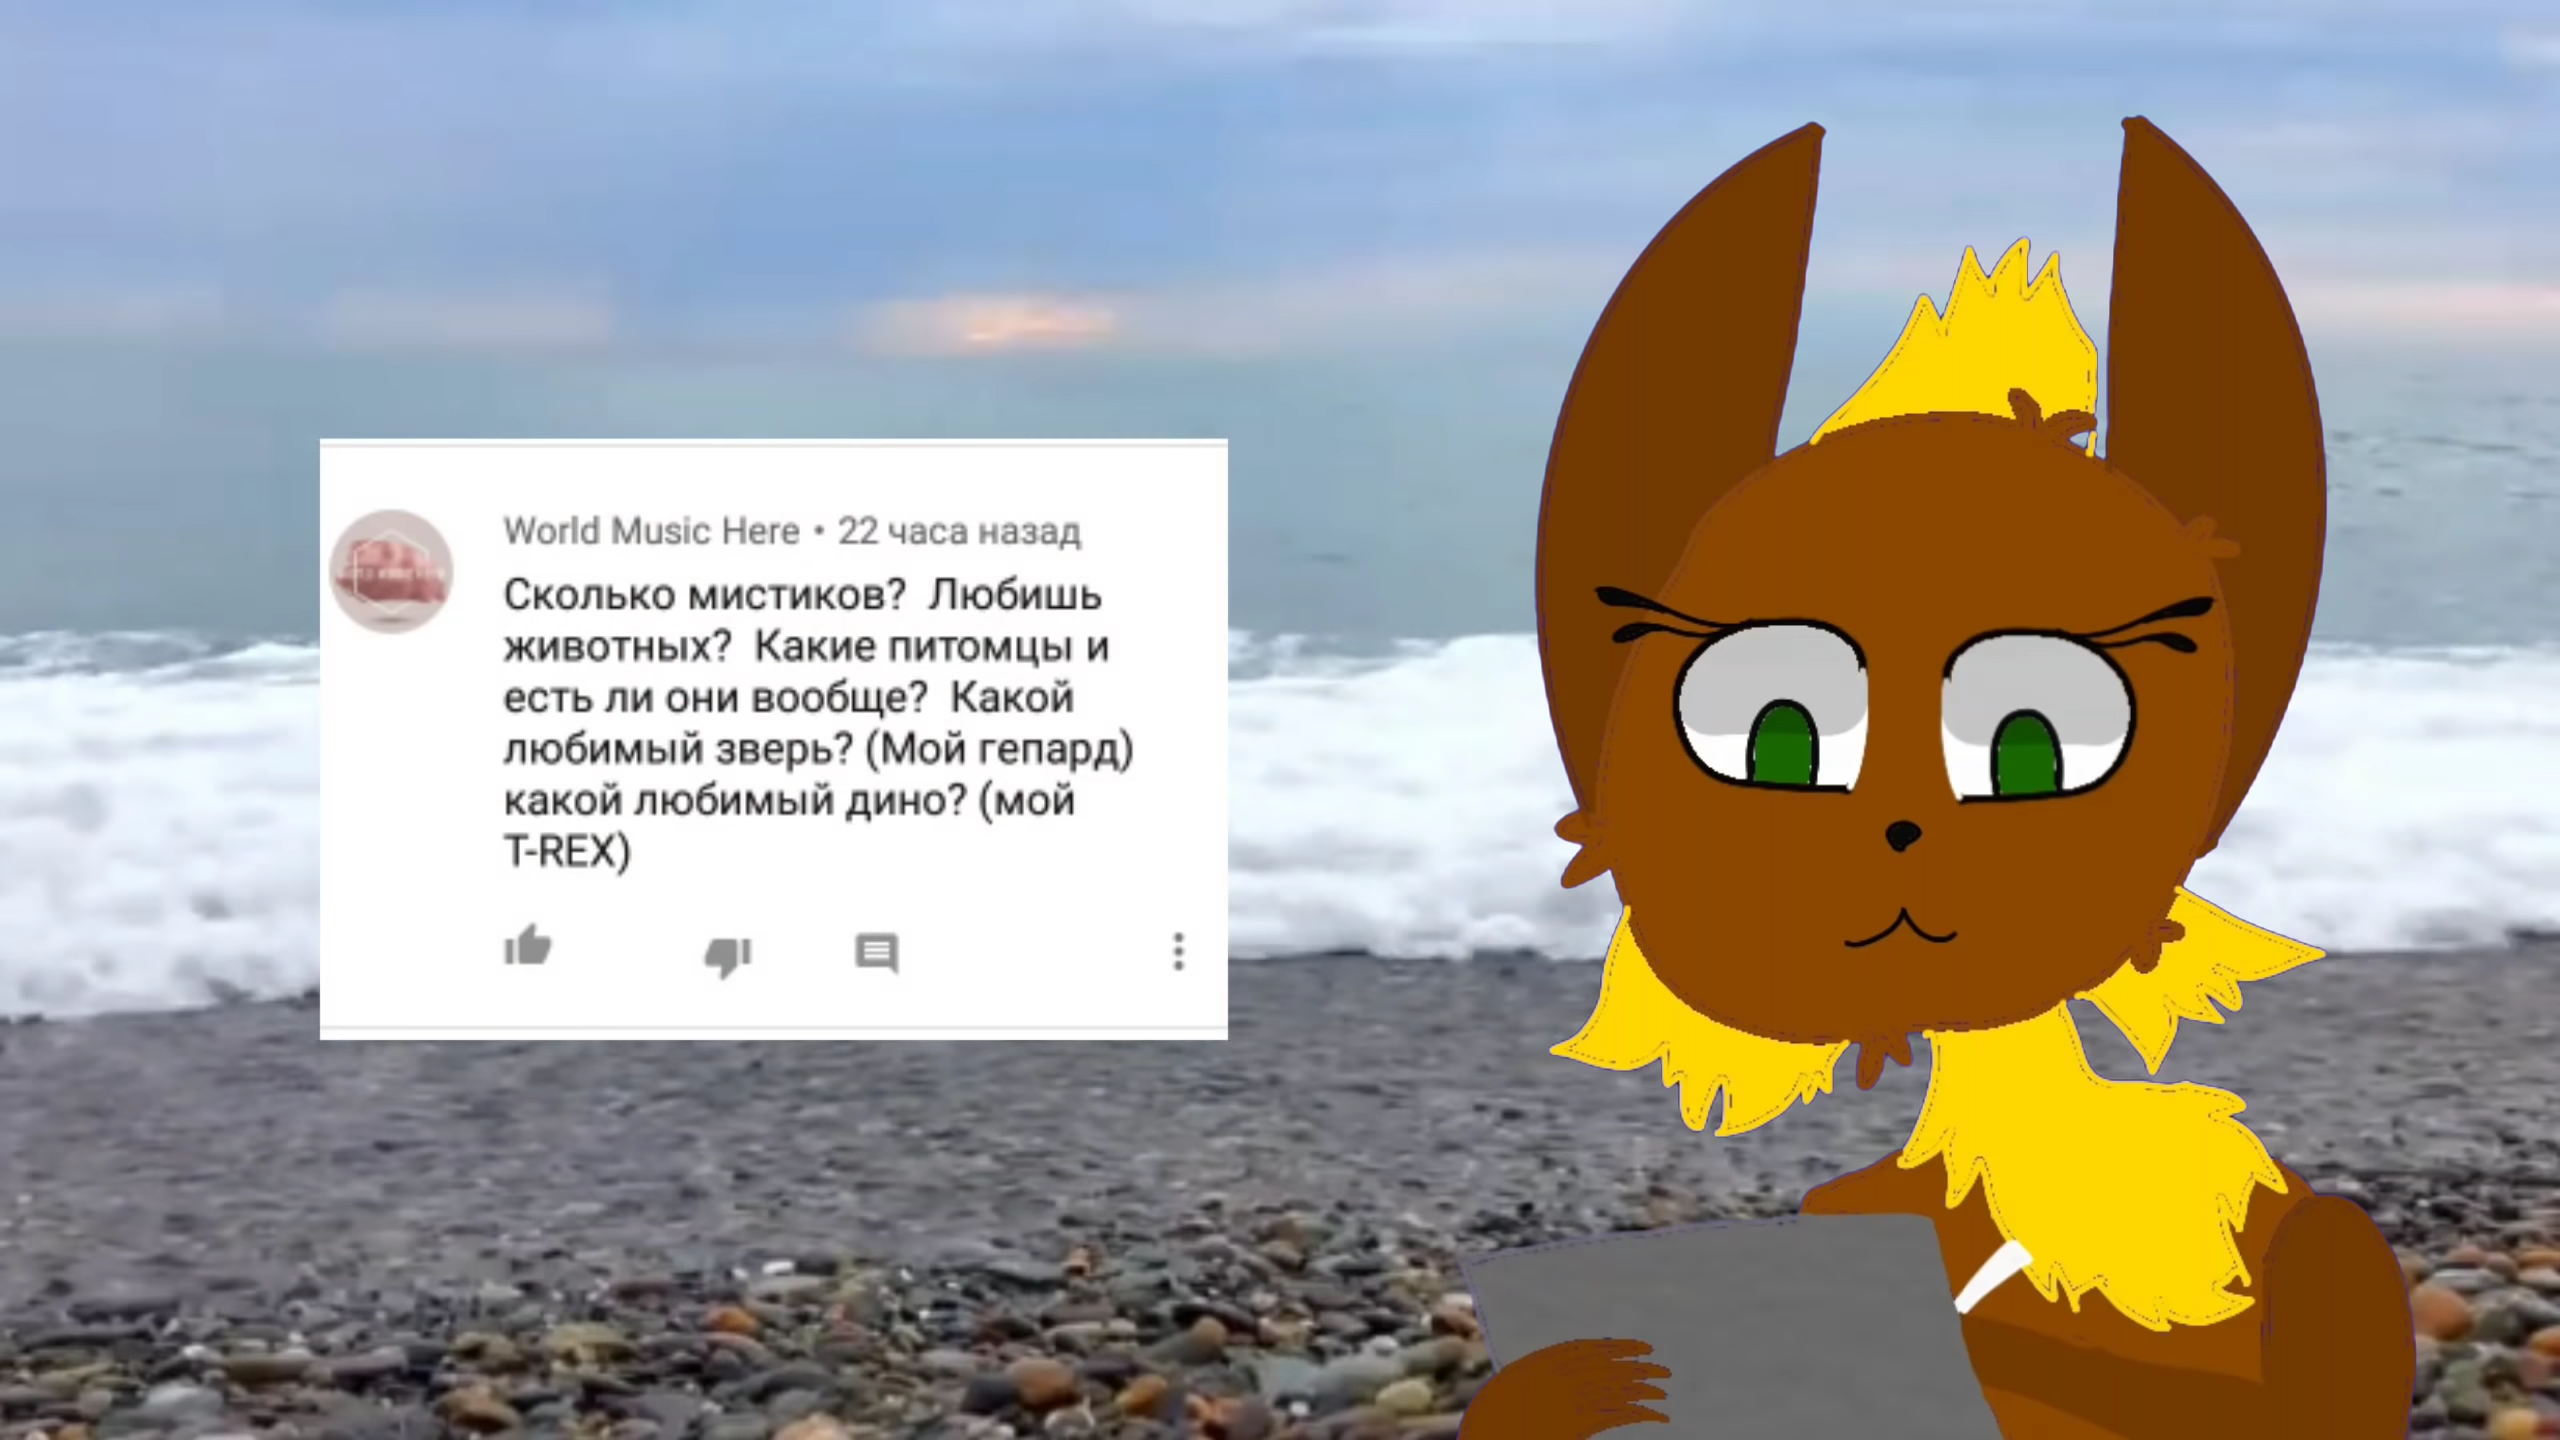 World Music Here • 22 часа назад
Сколько мистиков? Любишь
животных? Какие питомцы и
есть ли они вообще? Какой
любимый зверь? (Мой гепард)
какой любимый дино? (мой
T-REX)